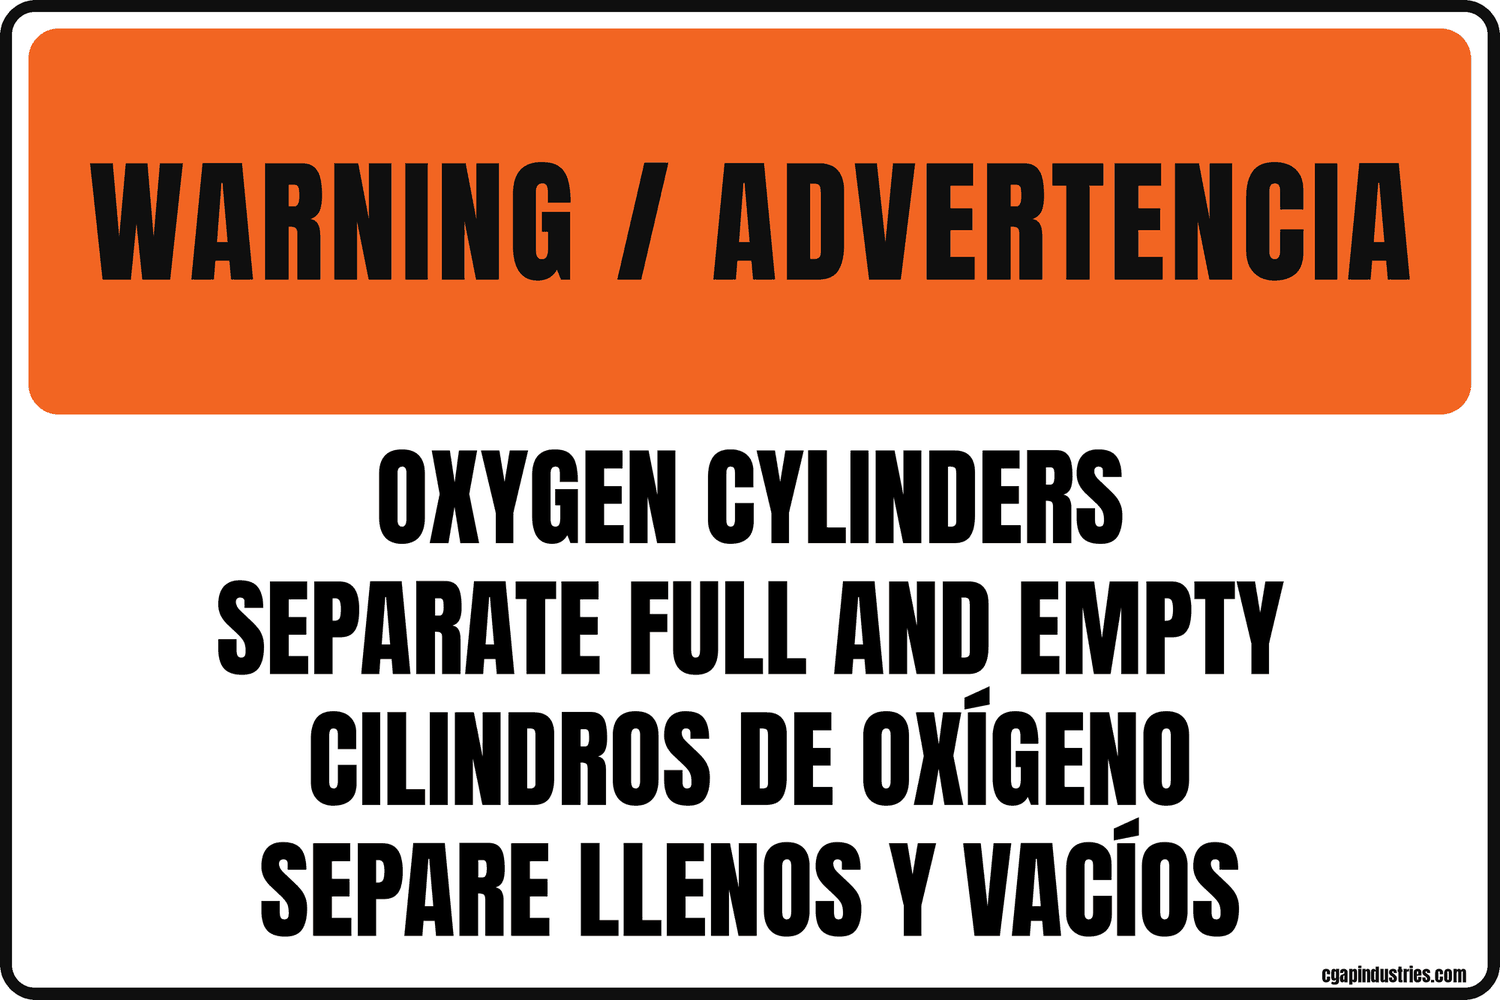 WARNING / ADVERTENCIA
OXYGEN CYLINDERS
SEPARATE FULL AND EMPTY
CILINDROS DE OXÍGENO
SEPARE LLENOS Y VACÍOS
cgapindustries.com